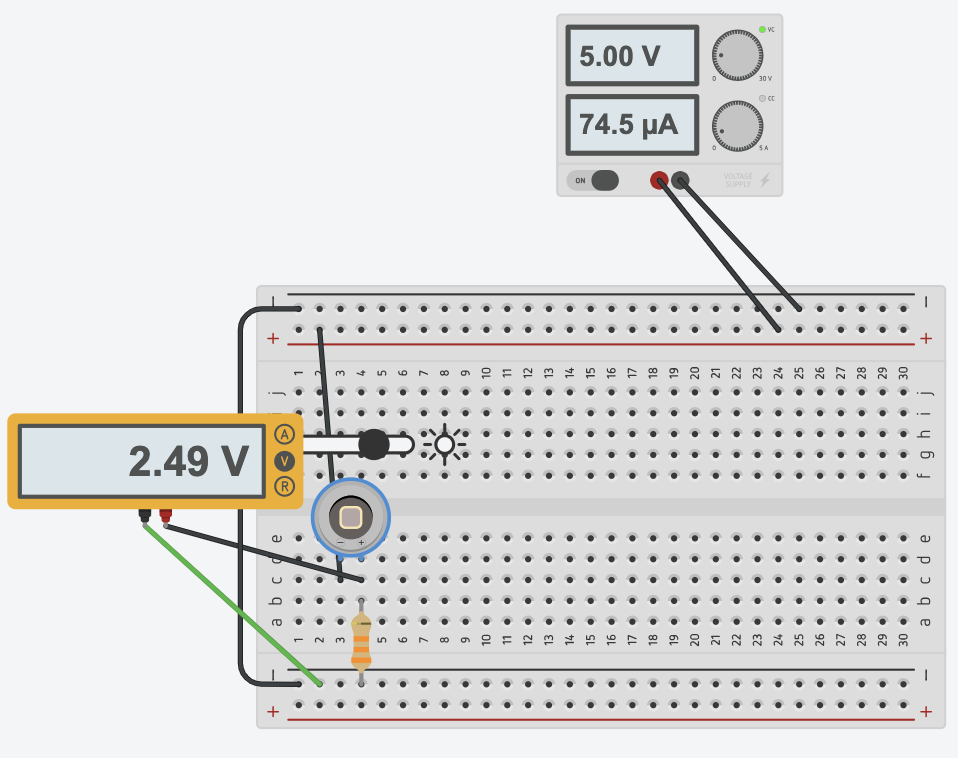 5.00 V
VC
0 30 V
CC
74.5 µA
0 5 A
ON
VOLTAGE
SUPPLY
− −
+ +
1 2 3 4 5 6 7 8 9 10 11 12 13 14 15 16 17 18 19 20 21 22 23 24 25 26 27 28 29 30
j j
i
h
g
f
A
2.49 V
V
R
− +
e e
d
c c
b b
a a
1 2 3 5 6 7 8 9 10 11 12 13 14 15 16 17 18 19 20 21 22 23 24 25 26 27 28 29 30
− −
+ +